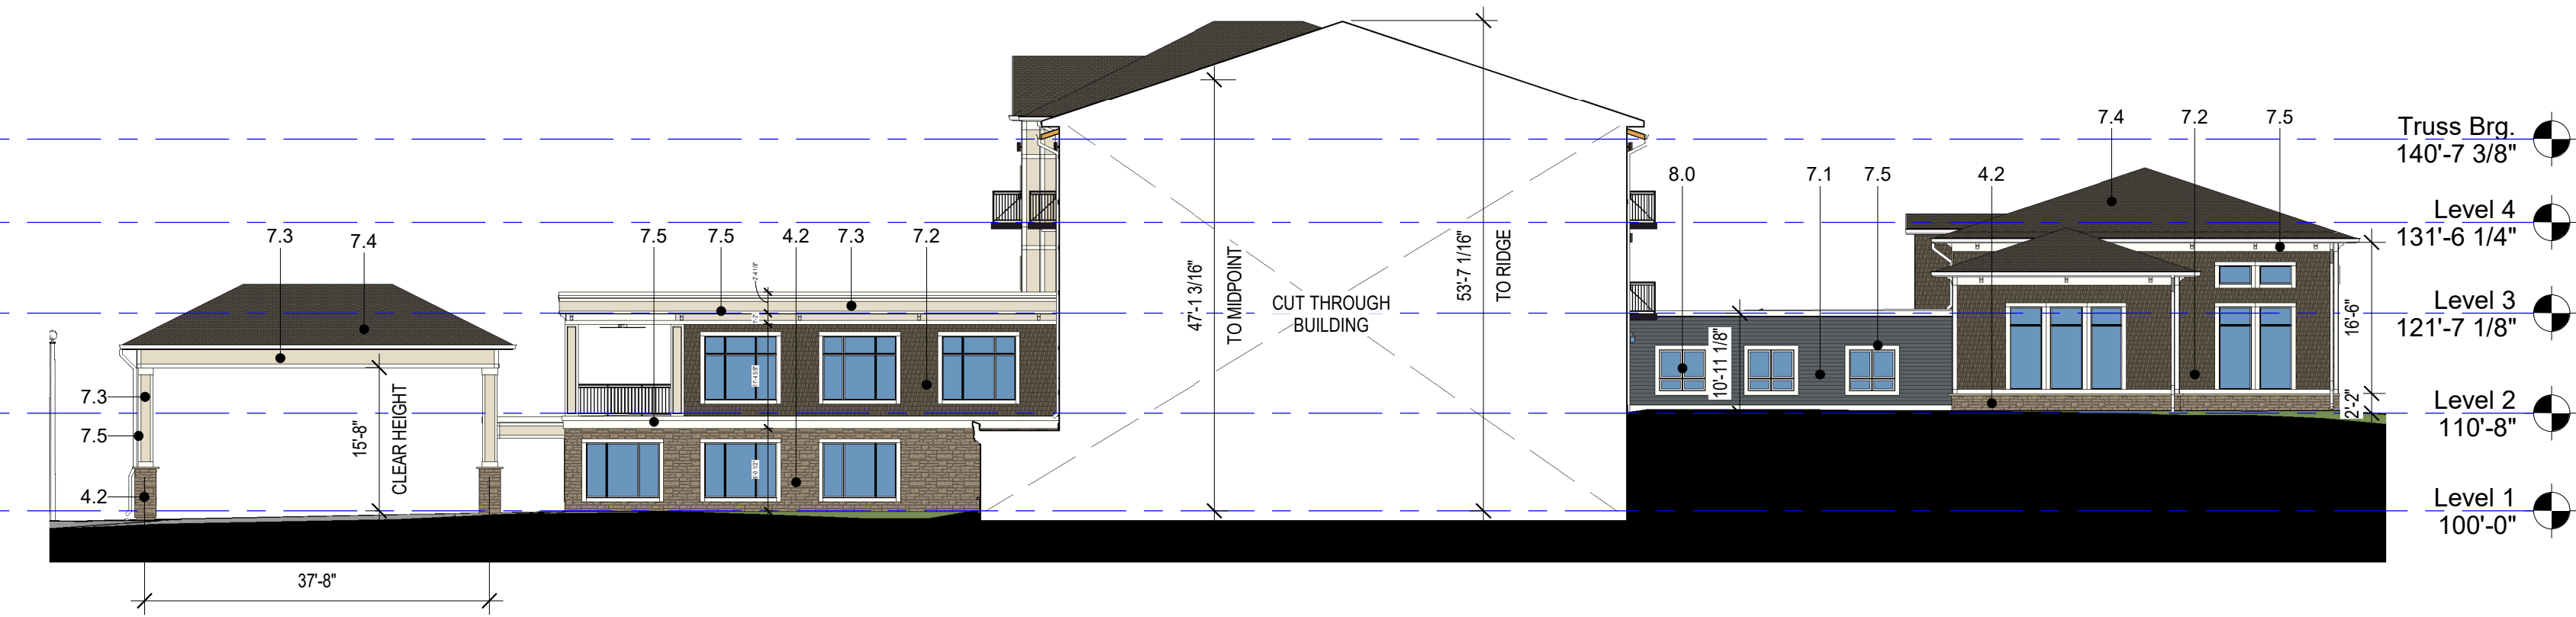 53'-7 1/16"
TO RIDGE
47'-1 3/16"
TO MIDPOINT
CUT THROUGH
BUILDING
7.4
7.2
7.5
Truss Brg.
140'-7 3/8"
8.0
7.1
7.5
4.2
Level 4
131'-6 1/4"
7.3
7.4
7.5
7.5
4.2
7.3
7.2
Level 3
121'-7 1/8"
16'-6"
10'-11 1/8"
7.3
7.5
4.2
15'-8"
CLEAR HEIGHT
2'-2"
Level 2
110'-8"
Level 1
100'-0"
37'-8"